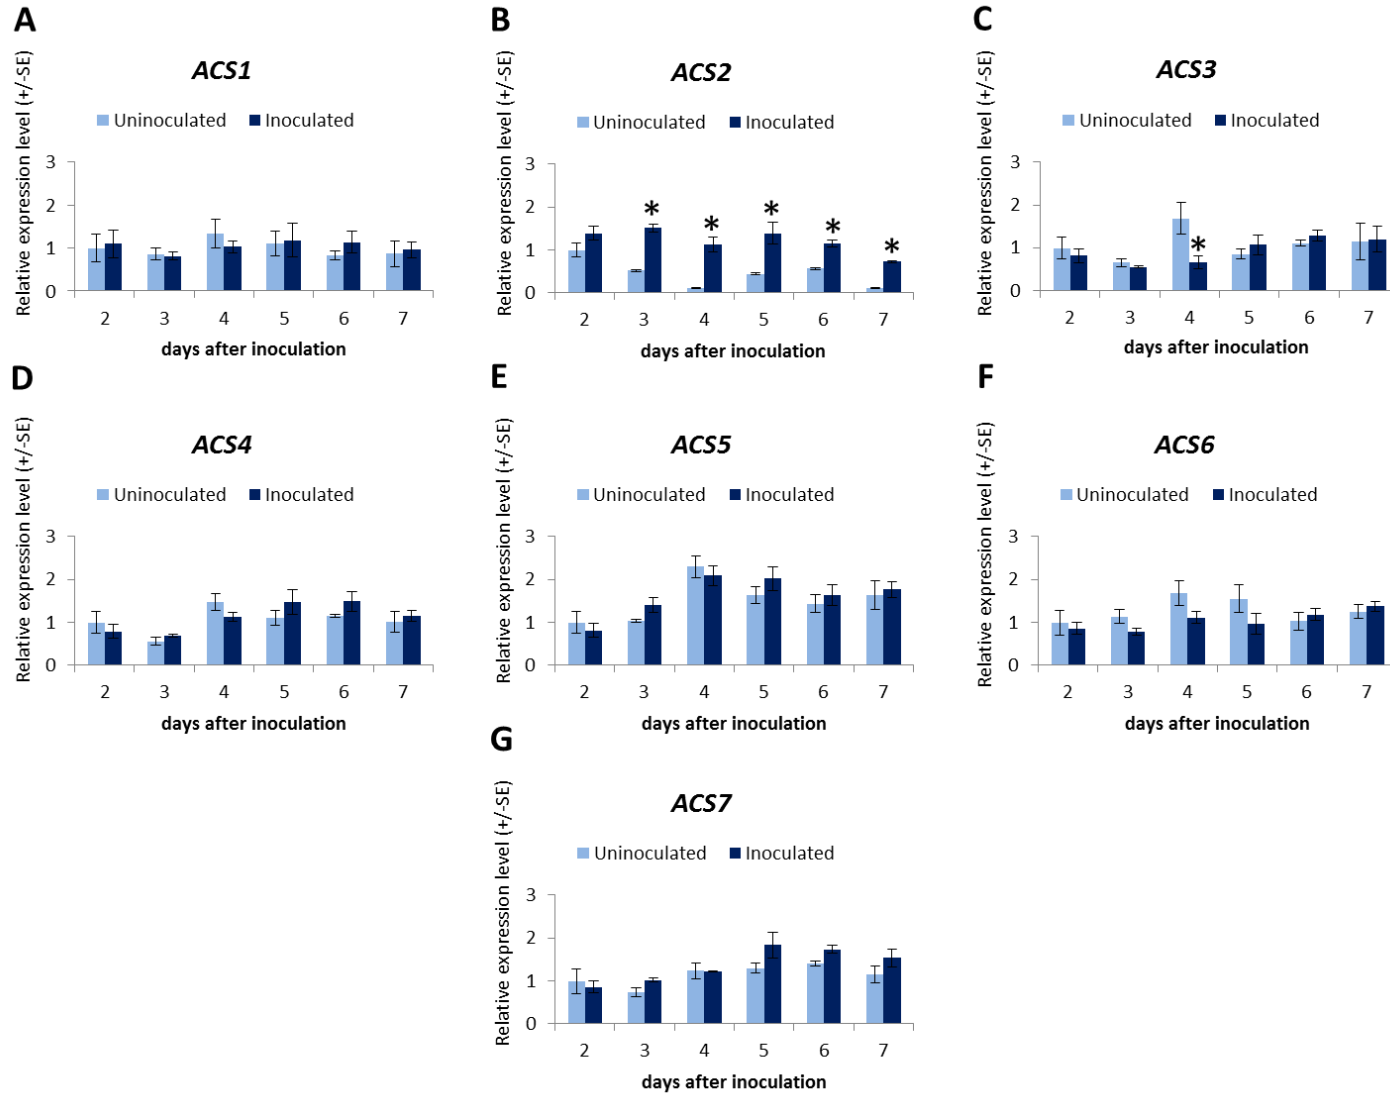 A
ACS1
Uninoculated Inoculated
Relative expression level (+/-SE)
3
2
1
0
2 3 4 5 6 7
days after inoculation
B
ACS2
Uninoculated Inoculated
Relative expression level (+/-SE)
3
2
1
0
* * * * *
2 3 4 5 6 7
days after inoculation
C
ACS3
Uninoculated Inoculated
Relative expression level (+/-SE)
3
2
1
0
*
2 3 4 5 6 7
days after inoculation
D
ACS4
Uninoculated Inoculated
Relative expression level (+/-SE)
3
2
1
0
2 3 4 5 6 7
days after inoculation
E
ACS5
Uninoculated Inoculated
Relative expression level (+/-SE)
3
2
1
0
2 3 4 5 6 7
days after inoculation
F
ACS6
Uninoculated Inoculated
Relative expression level (+/-SE)
3
2
1
0
2 3 4 5 6 7
days after inoculation
G
ACS7
Uninoculated Inoculated
Relative expression level (+/-SE)
3
2
1
0
2 3 4 5 6 7
days after inoculation